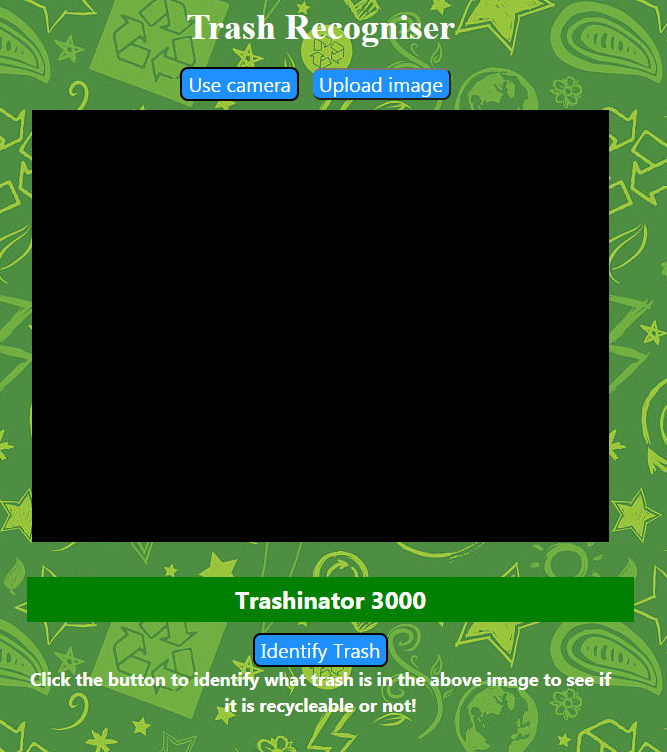 Trash Recogniser
Use camera Upload image
Trashinator 3000
Identify Trash
Click the button to identify what trash is in the above image to see if
it is recycleable or not!